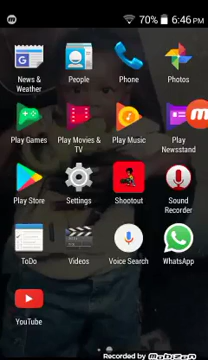 70% 6:46 PM
News & Weather
People
Phone
Photos
Play Games
Play Movies & TV
Play Music
Play Newsstand
Play Store
Settings
Shootout
Sound Recorder
ToDo
Videos
Voice Search
WhatsApp
YouTube
Recorded by Mobizen